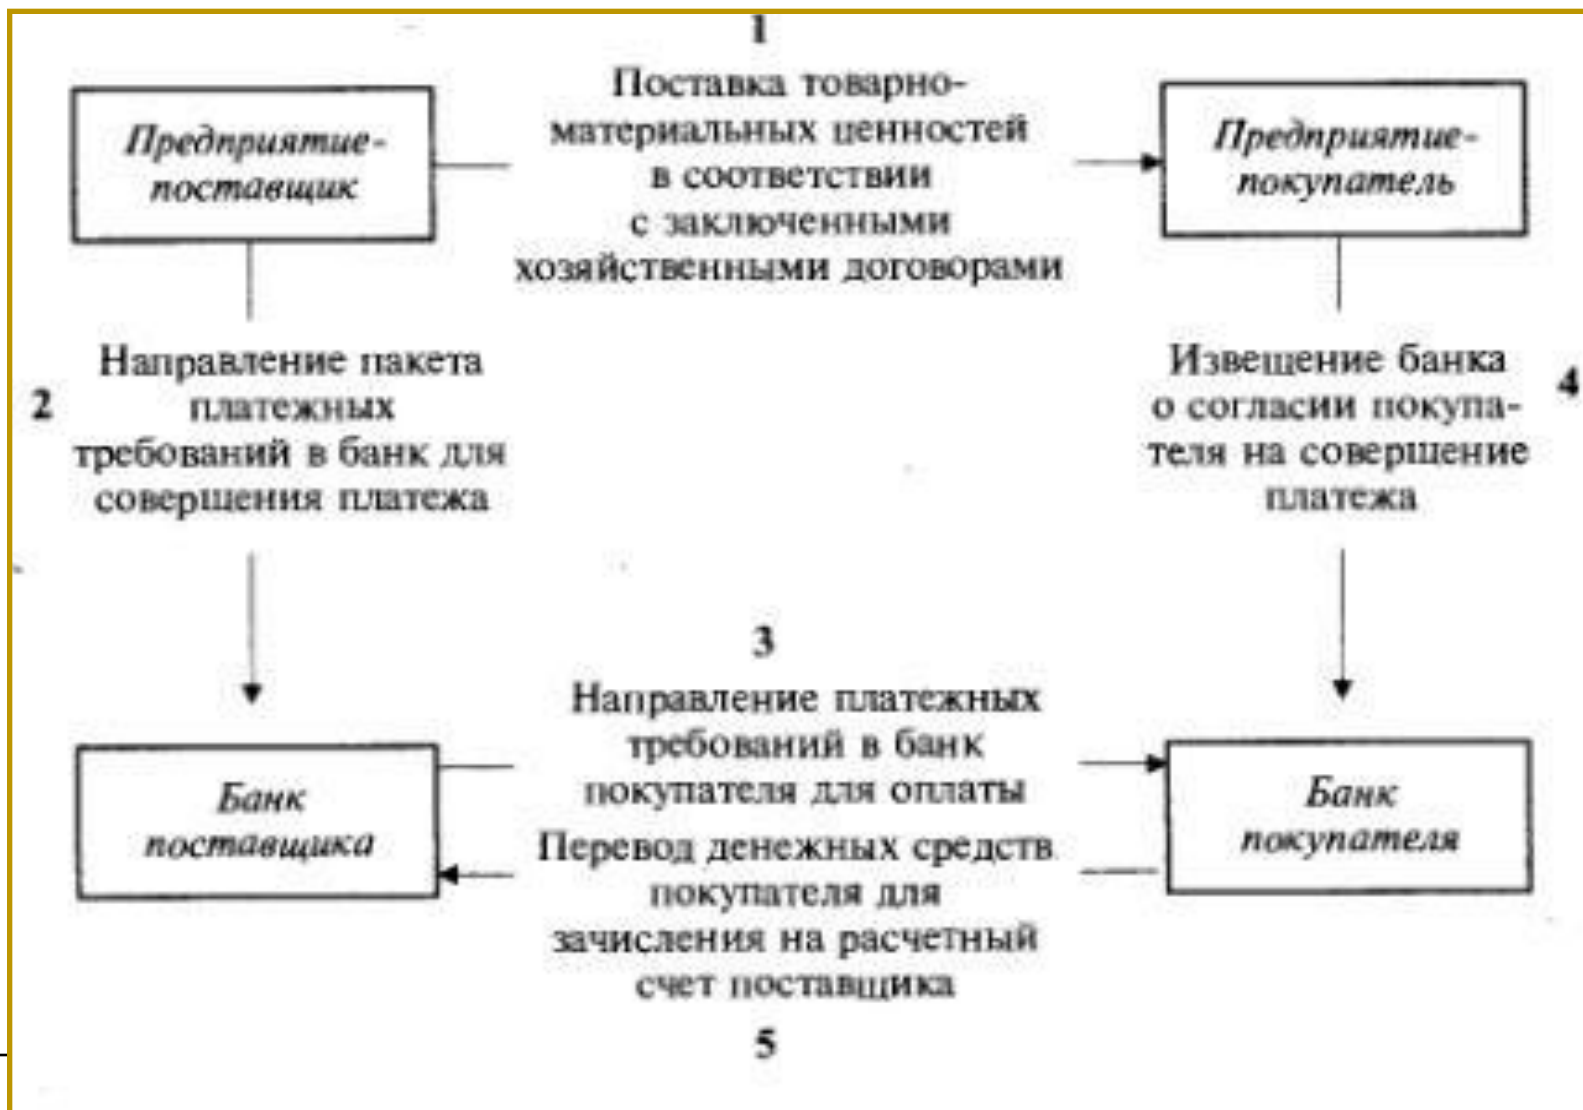 1
Поставка товарно-
материальных ценностей
в соответствии
с заключенными
хозяйственными договорами
Предприятие-
поставщик
Предприятие-
покупатель
2
Направление пакета
платежных
требований в банк для
совершения платежа
Извещение банка
о согласии покупа-
теля на совершение
платежа
4
3
Направление платежных
требований в банк
покупателя для оплаты
Банк
поставщика
Банк
покупателя
Перевод денежных средств
покупателя для
зачисления на расчетный
счет поставщика
5